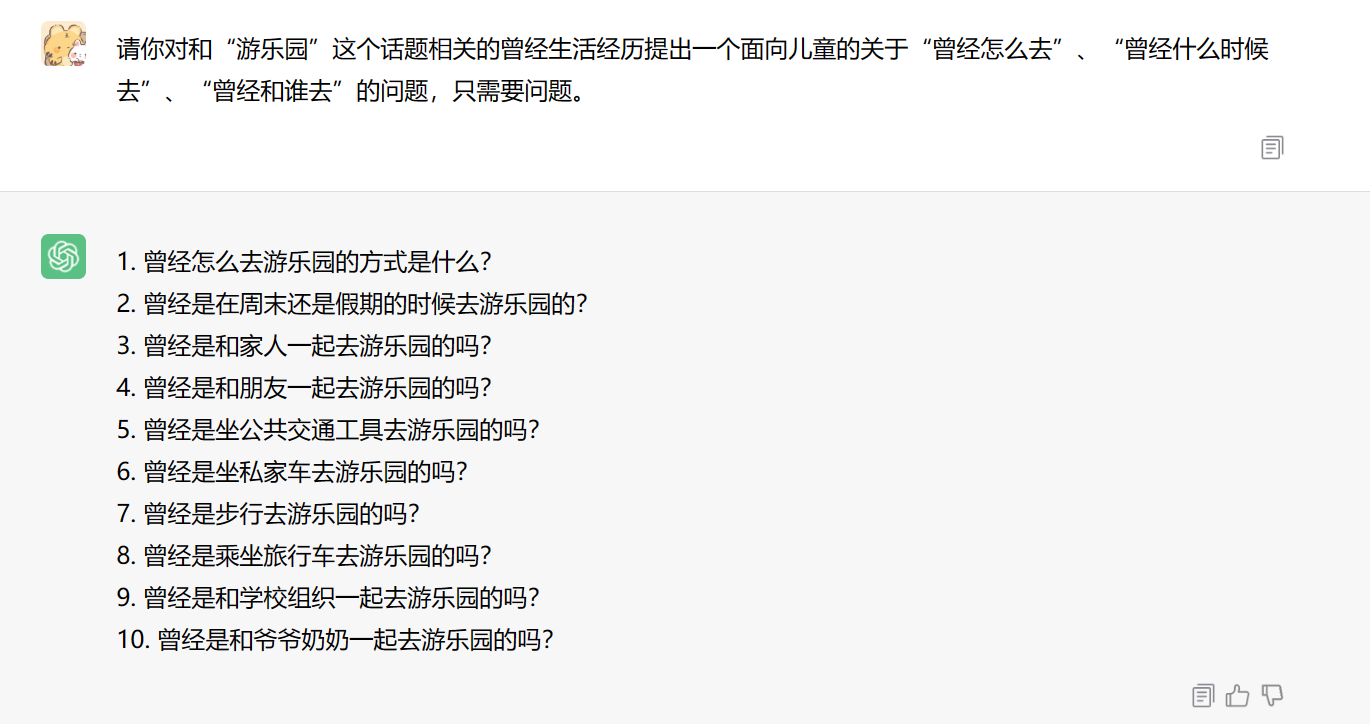 请你对和“游乐园”这个话题相关的曾经生活经历提出一个面向儿童的关于“曾经怎么去”、“曾经什么时候
去”、“曾经和谁去”的问题，只需要问题。
1. 曾经怎么去游乐园的方式是什么？
2. 曾经是在周末还是假期的时候去游乐园的？
3. 曾经是和家人一起去游乐园的吗？
4. 曾经是和朋友一起去游乐园的吗？
5. 曾经是坐公共交通工具去游乐园的吗？
6. 曾经是坐私家车去游乐园的吗？
7. 曾经是步行去游乐园的吗？
8. 曾经是乘坐旅行车去游乐园的吗？
9. 曾经是和学校组织一起去游乐园的吗？
10. 曾经是和爷爷奶奶一起去游乐园的吗？